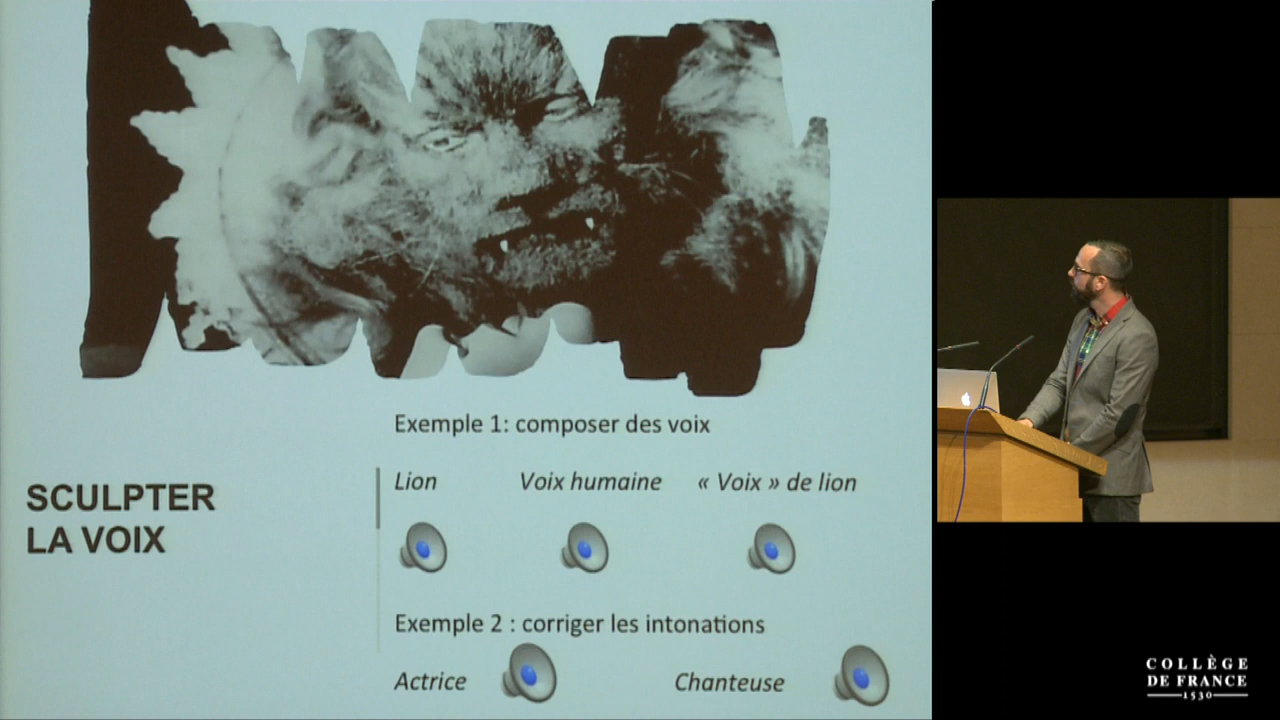 Exemple 1: composer des voix
Lion Voix humaine « Voix » de lion
SCULPTER
LA VOIX
Exemple 2 : corriger les intonations
Actrice Chanteuse
COLLÈGE
DE FRANCE
1530